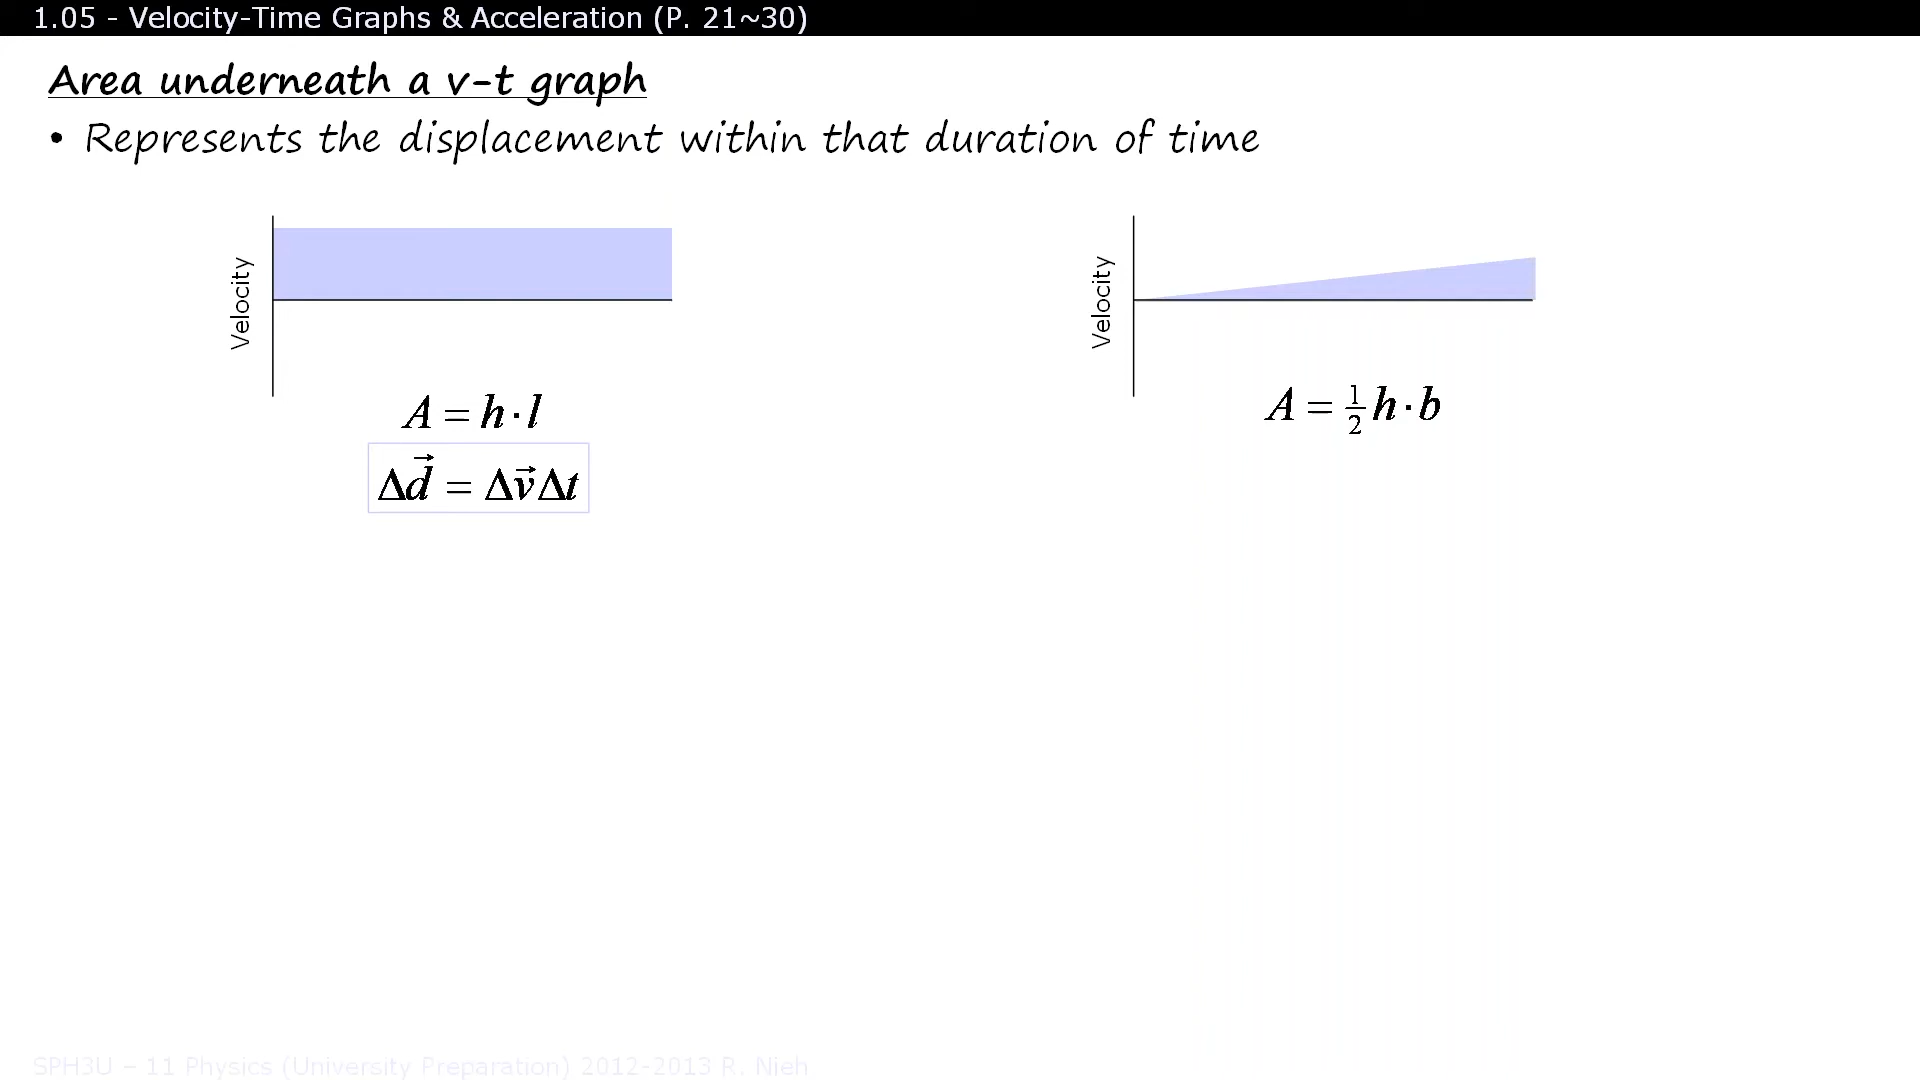 1.05 - Velocity-Time Graphs & Acceleration (P. 21~30)
Area underneath a v-t graph
• Represents the displacement within that duration of time
Velocity
A = h · l
Δd⃗ = Δv⃗Δt
Velocity
A = ½ h · b
SPH3U – 11 Physics (University Preparation) 2012-2013 R. Nieh